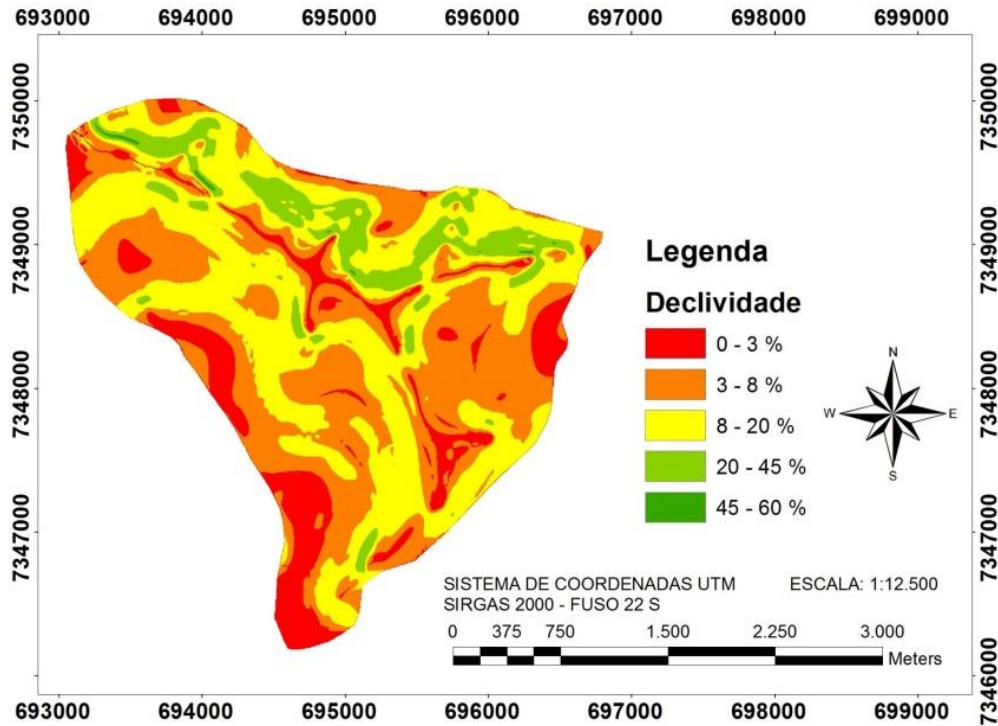 693000 694000 695000 696000 697000 698000 699000
7350000
7349000
7348000
7347000
7346000
7350000
7349000
7348000
7347000
7346000
Legenda
Declividade
0 - 3 %
3 - 8 %
8 - 20 %
20 - 45 %
45 - 60 %
N
W E
S
SISTEMA DE COORDENADAS UTM ESCALA: 1:12.500
SIRGAS 2000 - FUSO 22 S
0 375 750 1.500 2.250 3.000
Meters
693000 694000 695000 696000 697000 698000 699000